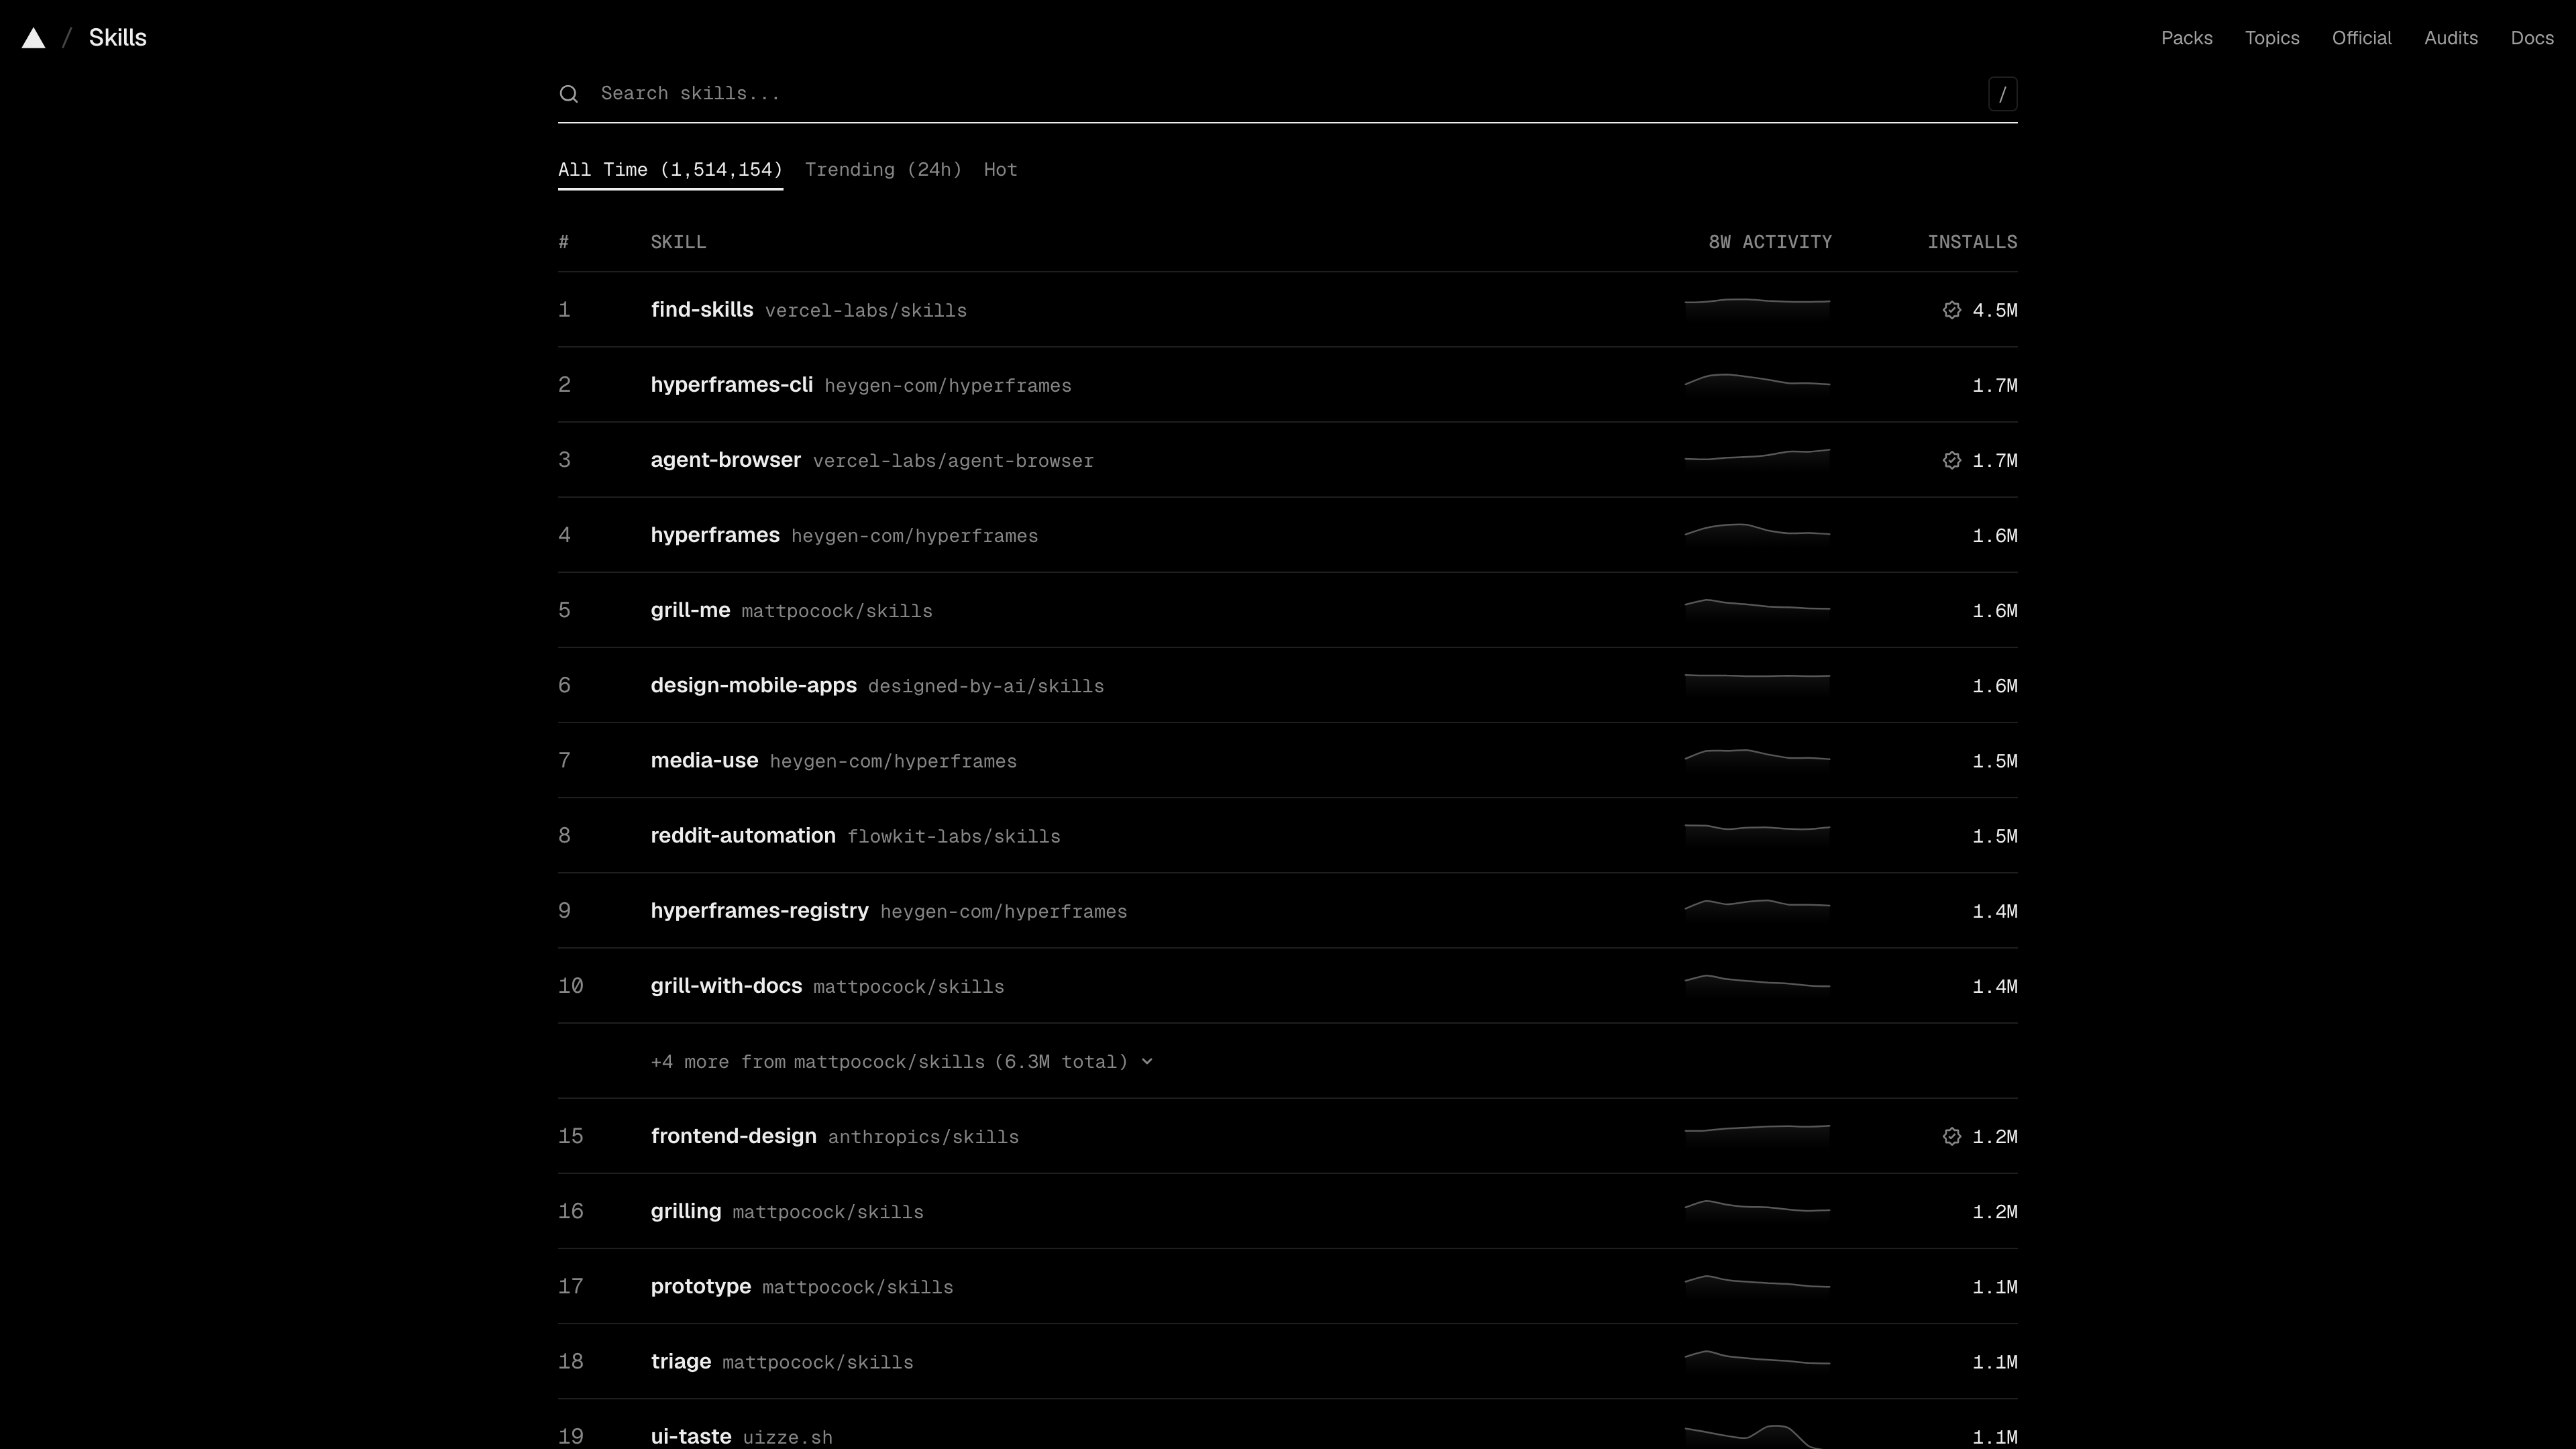 / Skills
Packs Topics Official Audits Docs
Search skills... /
All Time (1,514,154) Trending (24h) Hot
# SKILL 8W ACTIVITY INSTALLS
1 find-skills vercel-labs/skills 4.5M
2 hyperframes-cli heygen-com/hyperframes 1.7M
3 agent-browser vercel-labs/agent-browser 1.7M
4 hyperframes heygen-com/hyperframes 1.6M
5 grill-me mattpocock/skills 1.6M
6 design-mobile-apps designed-by-ai/skills 1.6M
7 media-use heygen-com/hyperframes 1.5M
8 reddit-automation flowkit-labs/skills 1.5M
9 hyperframes-registry heygen-com/hyperframes 1.4M
10 grill-with-docs mattpocock/skills 1.4M
+4 more from mattpocock/skills (6.3M total)
15 frontend-design anthropics/skills 1.2M
16 grilling mattpocock/skills 1.2M
17 prototype mattpocock/skills 1.1M
18 triage mattpocock/skills 1.1M
19 ui-taste uizze.sh 1.1M